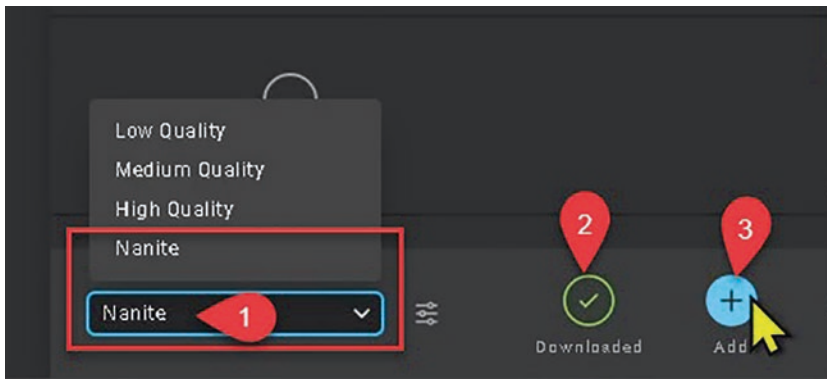 Low Quality
Medium Quality
High Quality
Nanite
Nanite
1
2
3
Downloaded
Add